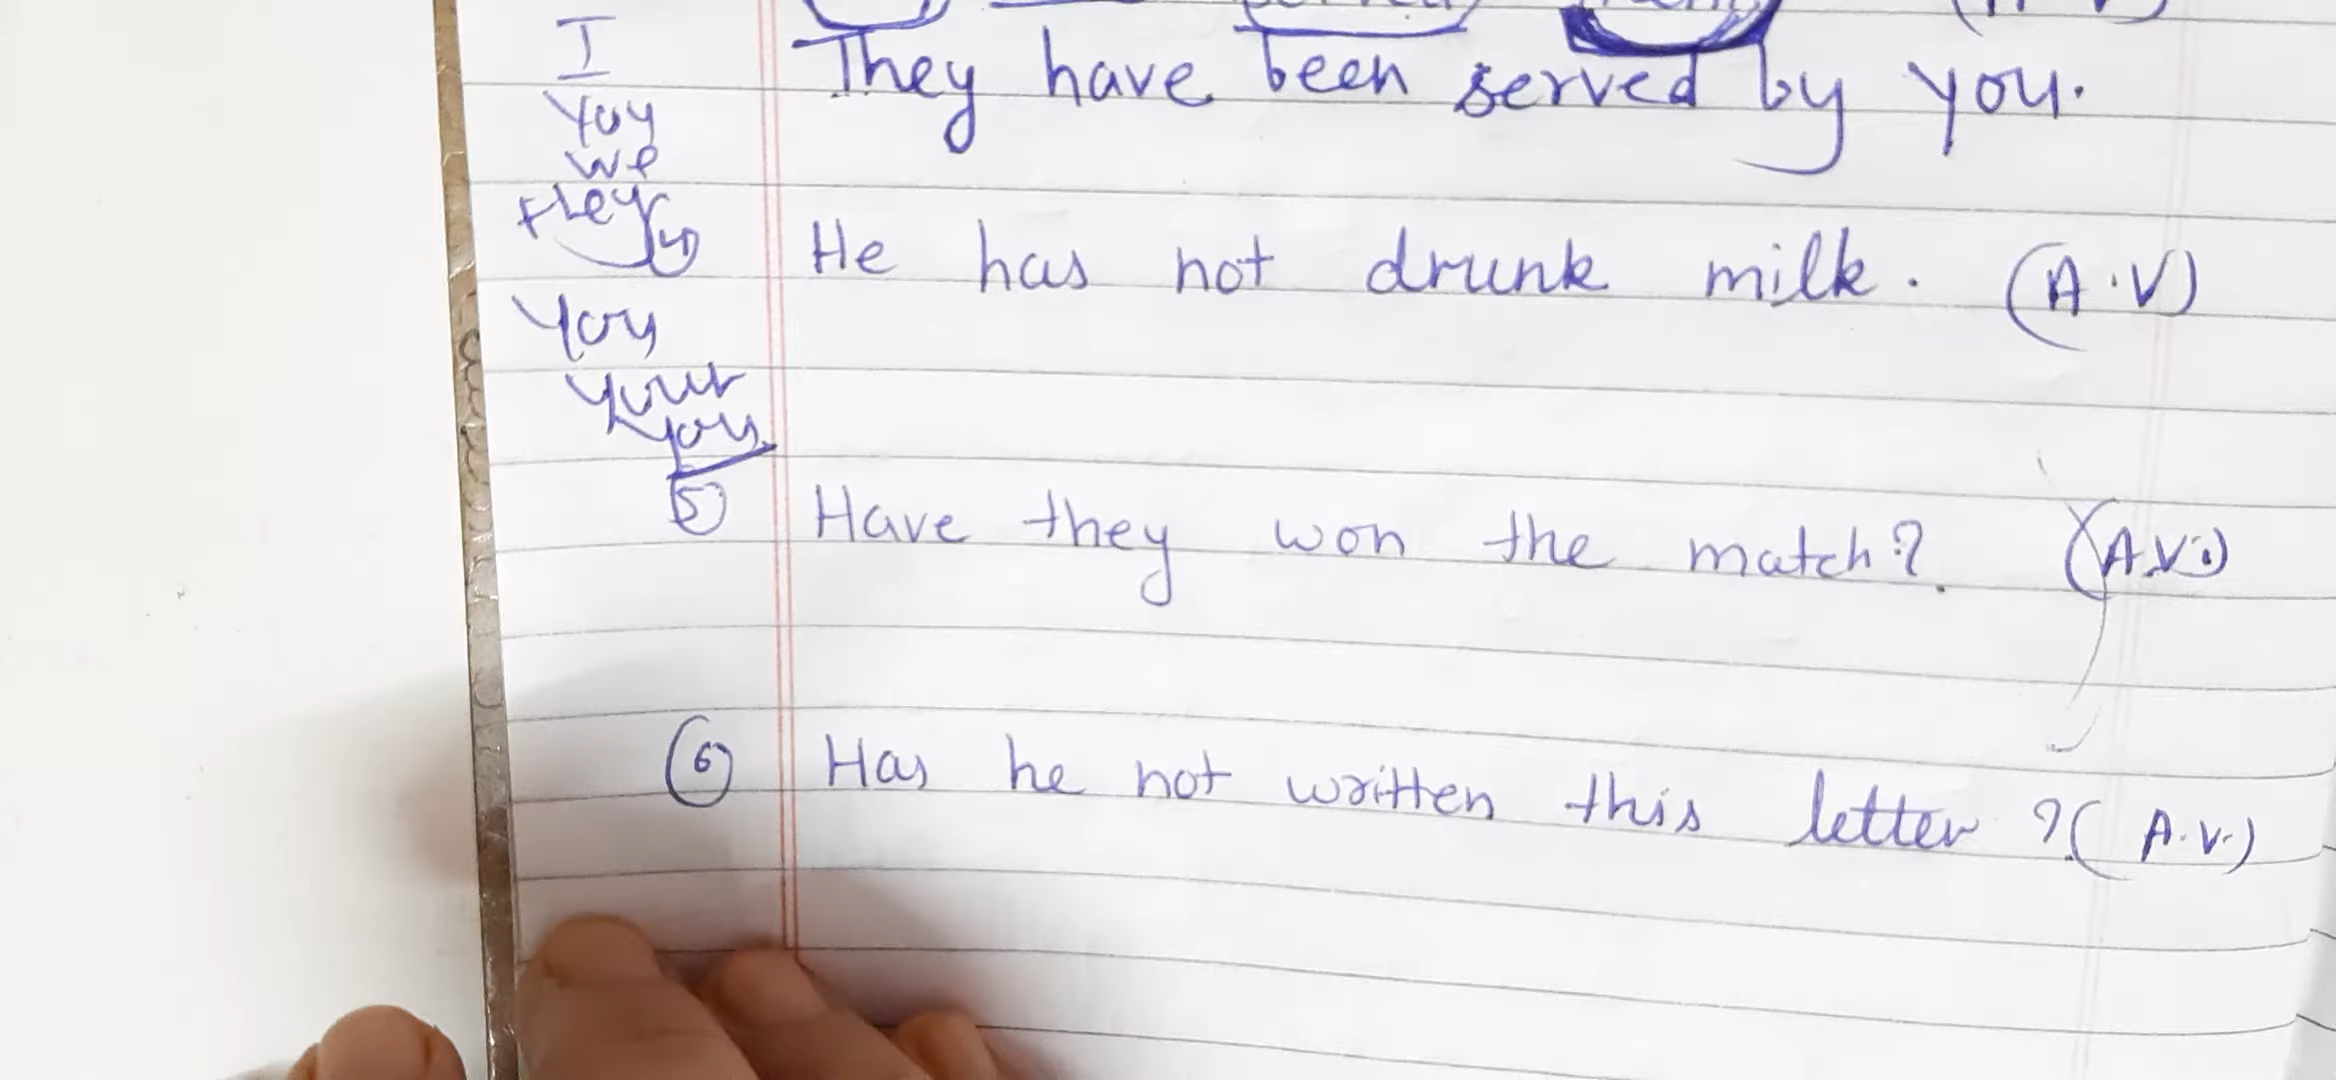 I
They have been served by you.
You
we
they
4 He has not drunk milk. (A.V)
You
your
you
5 Have they won the match? (A.V.)
6 Has he not written this letter ? (A.V.)